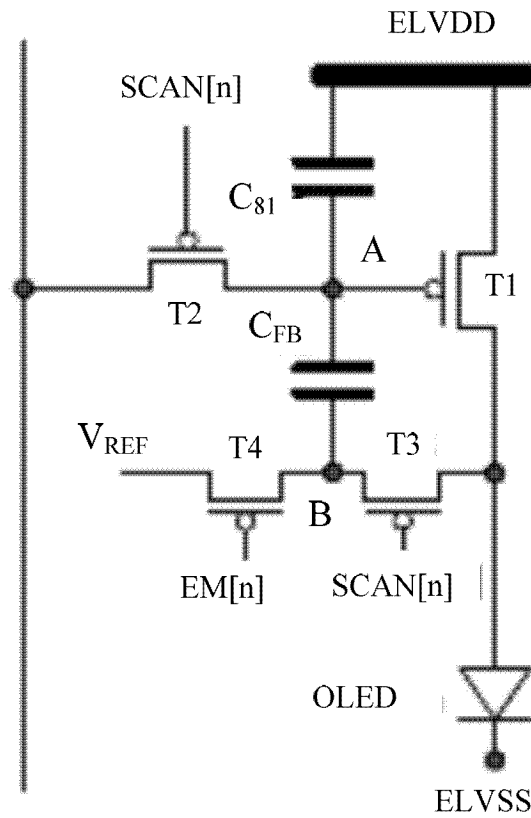 ELVDD
SCAN[n]
C81
A
T1
T2
CFB
VREF
T4
T3
B
EM[n]
SCAN[n]
OLED
ELVSS